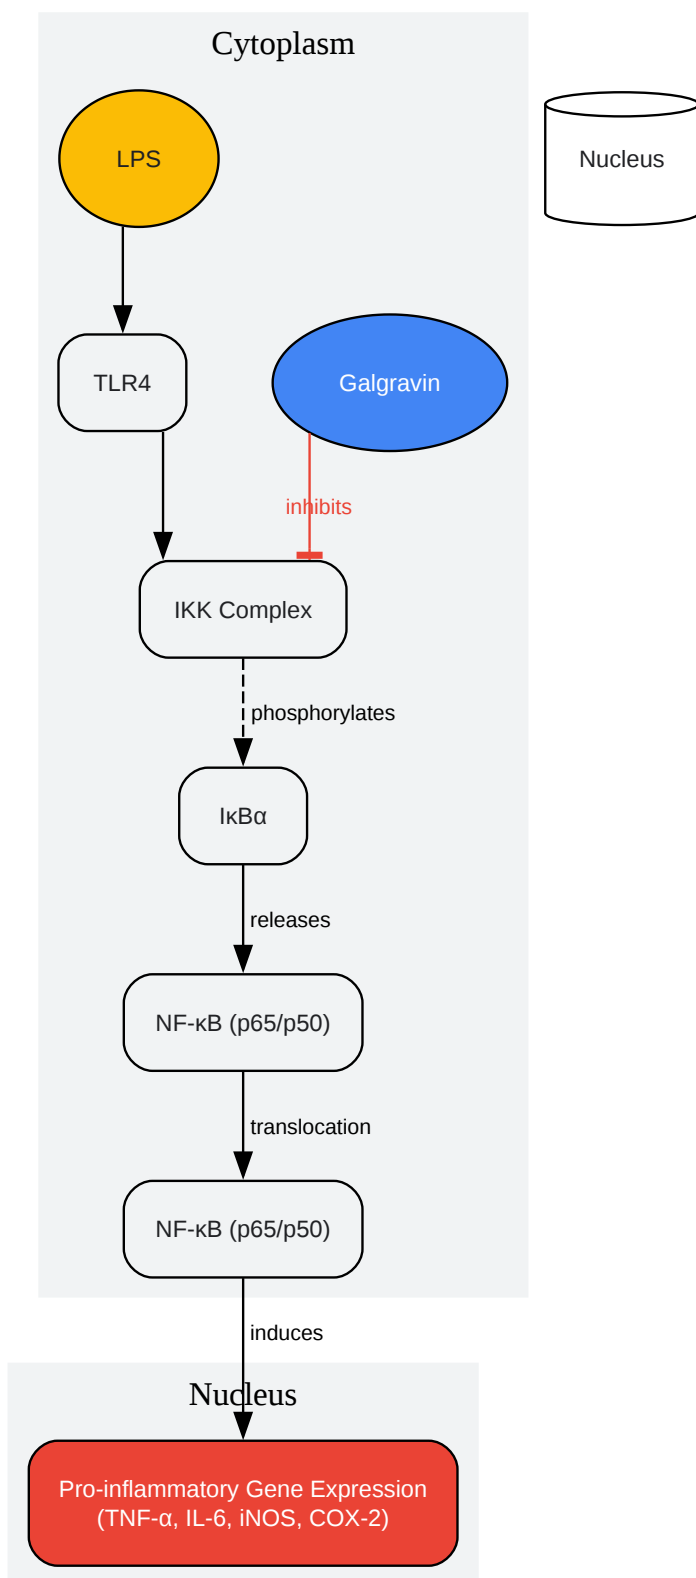 Cytoplasm
LPS
Nucleus
TLR4
Galgravin
inhibits
IKK Complex
phosphorylates
IκBα
releases
NF-κB (p65/p50)
translocation
NF-κB (p65/p50)
induces
Nucleus
Pro-inflammatory Gene Expression
(TNF-α, IL-6, iNOS, COX-2)